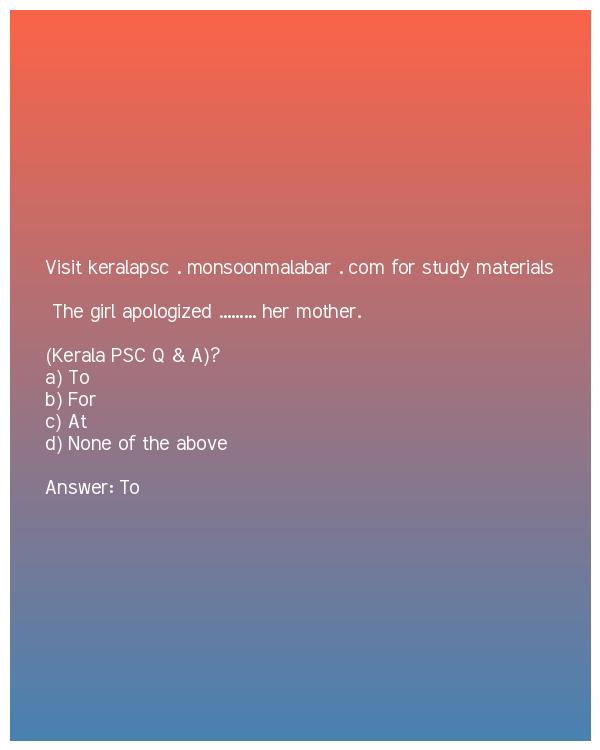 Visit keralapsc . monsoonmalabar . com for study materials
The girl apologized ......... her mother.
(Kerala PSC Q & A)?
a) To
b) For
c) At
d) None of the above
Answer: To